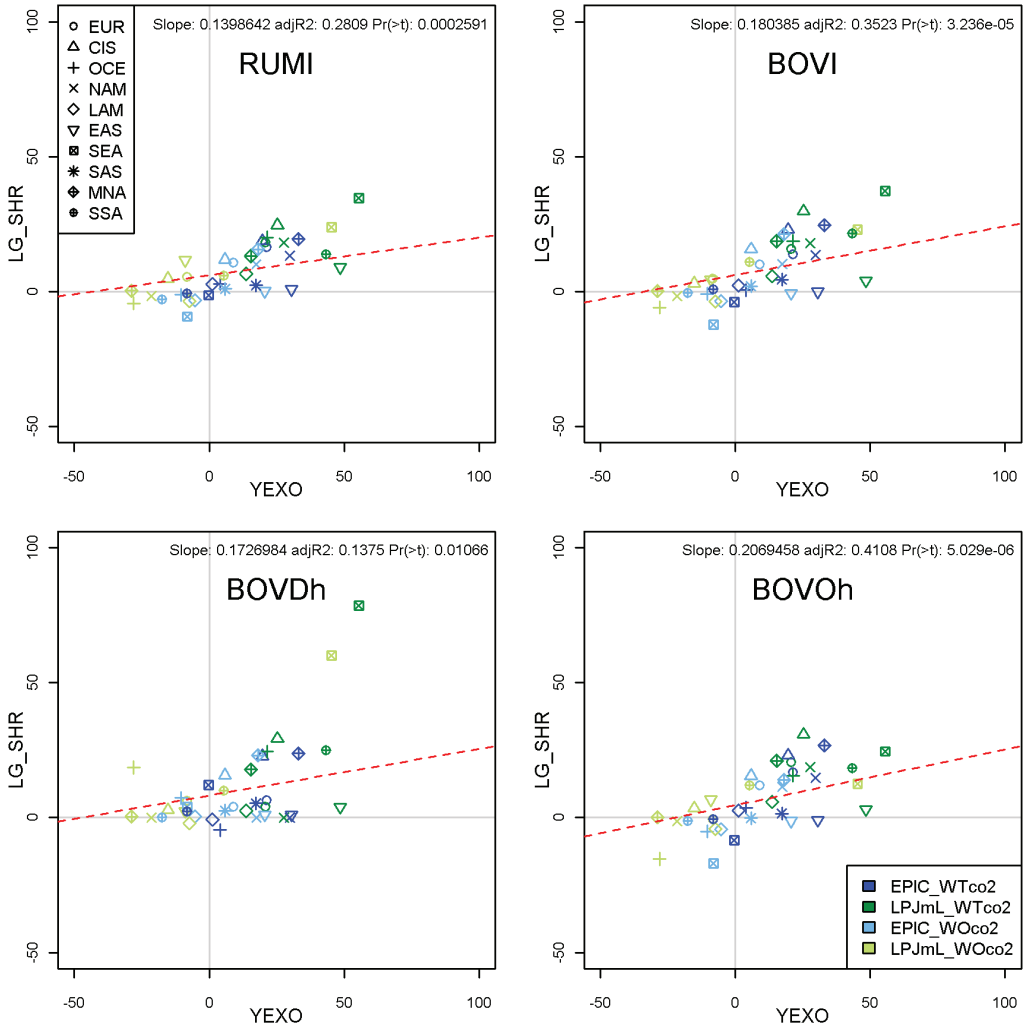 Slope: 0.1398642 adjR2: 0.2809 Pr(>t): 0.0002591
RUMI
EUR
CIS
OCE
NAM
LAM
EAS
SEA
SAS
MNA
SSA
100
50
0
-50
LG_SHR
-50 0 50 100
YEXO
Slope: 0.180385 adjR2: 0.3523 Pr(>t): 3.236e-05
BOVI
100
50
0
-50
LG_SHR
-50 0 50 100
YEXO
Slope: 0.1726984 adjR2: 0.1375 Pr(>t): 0.01066
BOVDh
100
50
0
-50
LG_SHR
-50 0 50 100
YEXO
Slope: 0.2069458 adjR2: 0.4108 Pr(>t): 5.029e-06
BOVOh
100
50
0
-50
LG_SHR
EPIC_WTco2
LPJmL_WTco2
EPIC_WOco2
LPJmL_WOco2
-50 0 50 100
YEXO